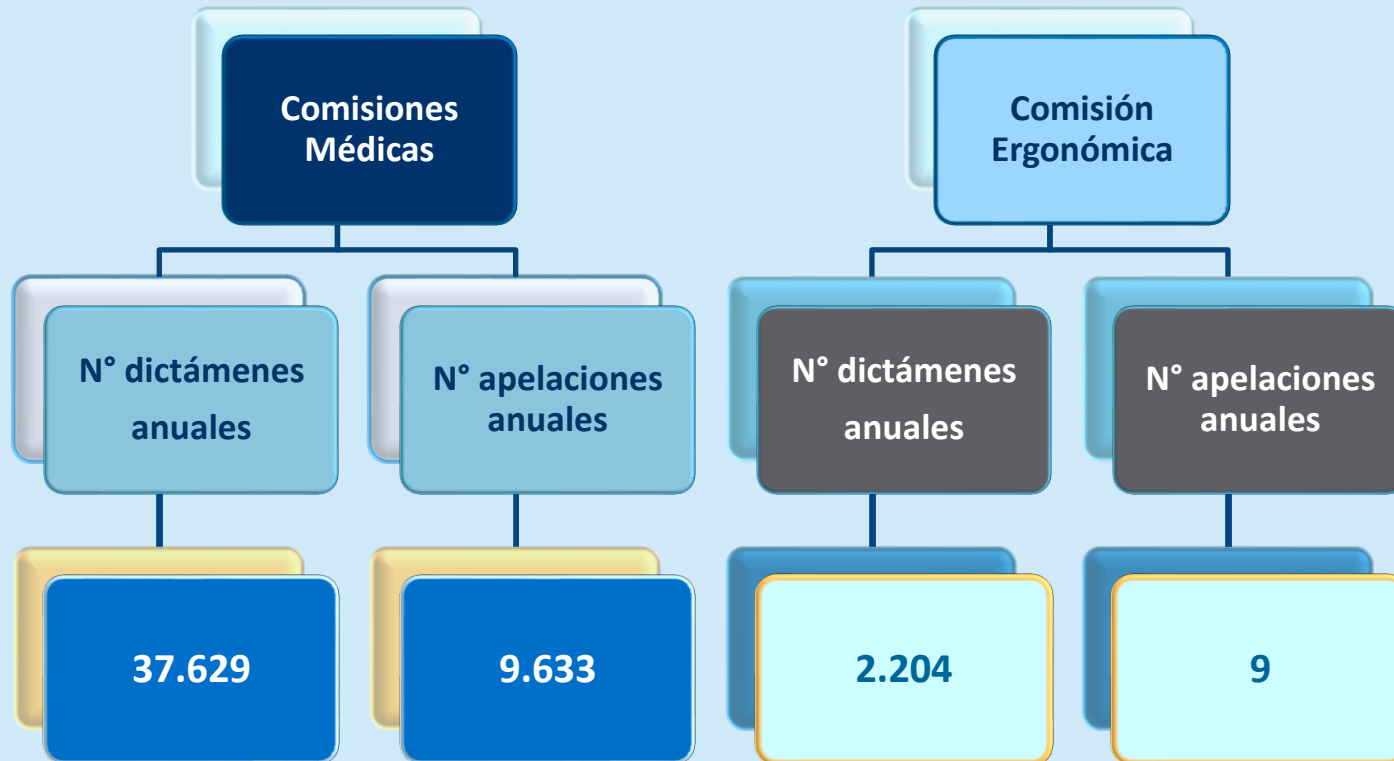 Comisiones
Médicas
Comisión
Ergonómica
N° dictámenes
anuales
N° apelaciones
anuales
N° dictámenes
anuales
N° apelaciones
anuales
37.629
9.633
2.204
9